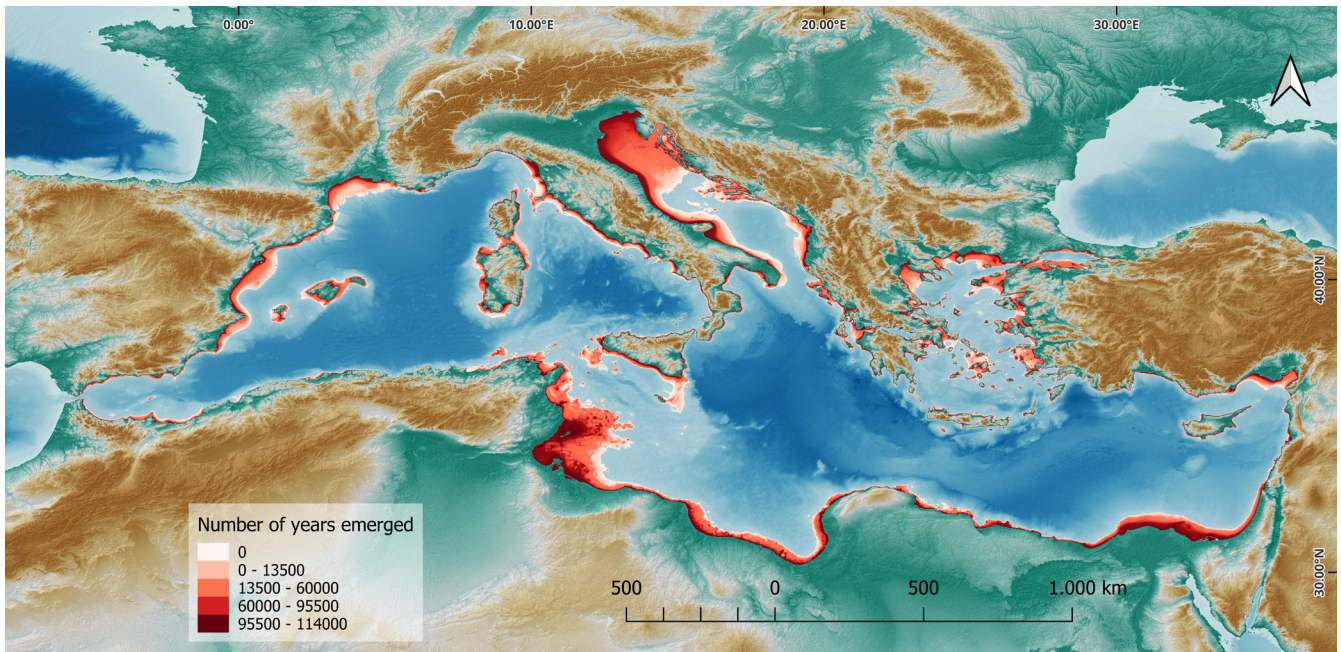 0.00°
10.00°E
20.00°E
30.00°E
40.00°N
30.00°N
Number of years emerged
0
0 - 13500
13500 - 60000
60000 - 95500
95500 - 114000
500
0
500
1.000 km